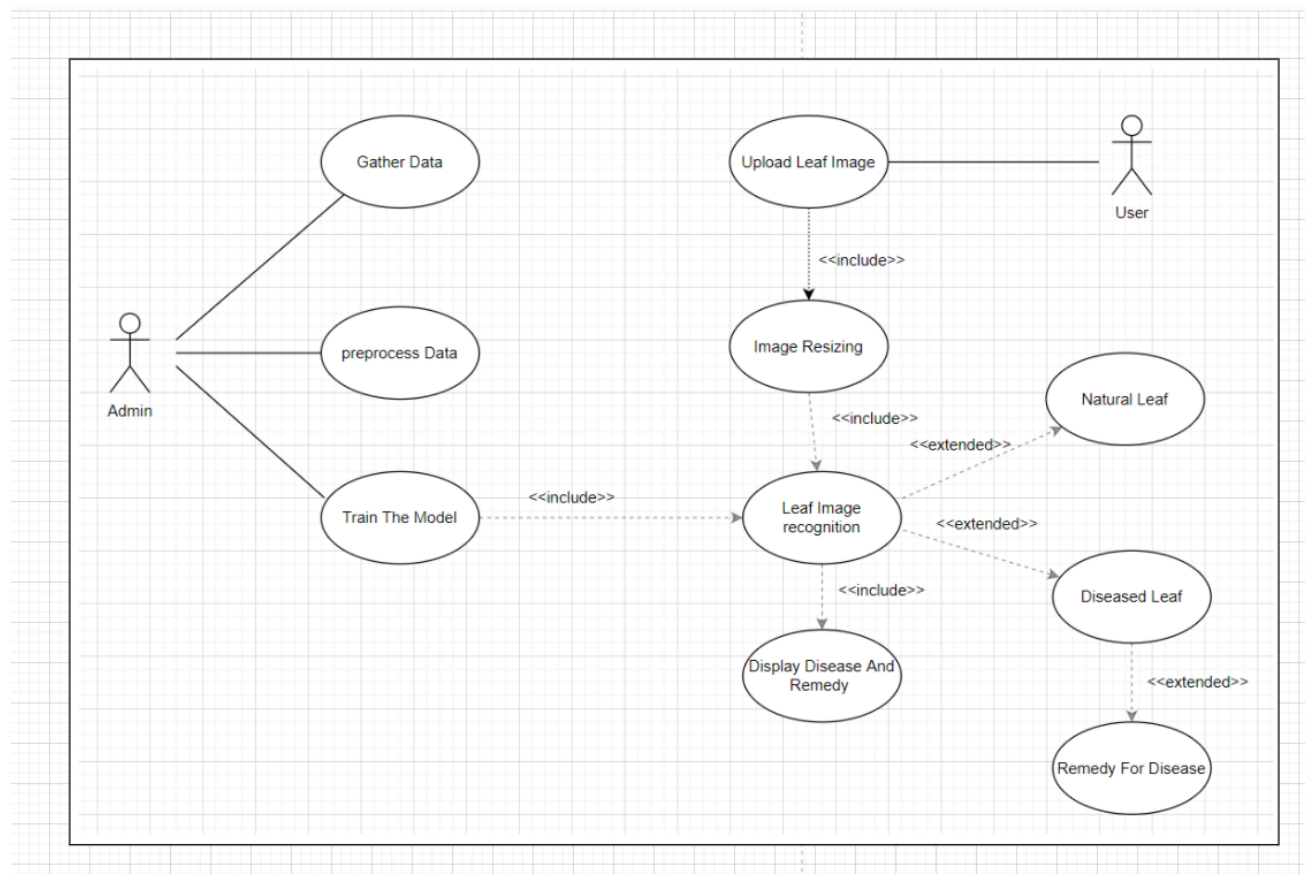 Gather Data
Upload Leaf Image
User
<<include>>
preprocess Data
Image Resizing
Admin
Natural Leaf
<<include>>
<<extended>>
Train The Model
<<include>>
Leaf Image
recognition
<<extended>>
<<include>>
Diseased Leaf
Display Disease And
Remedy
<<extended>>
Remedy For Disease